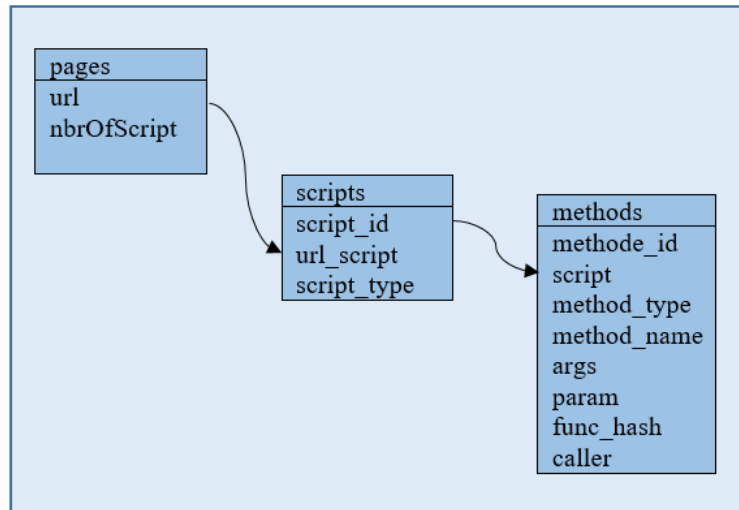 pages
url
nbrOfScript
scripts
script_id
url_script
script_type
methods
methode_id
script
method_type
method_name
args
param
func_hash
caller